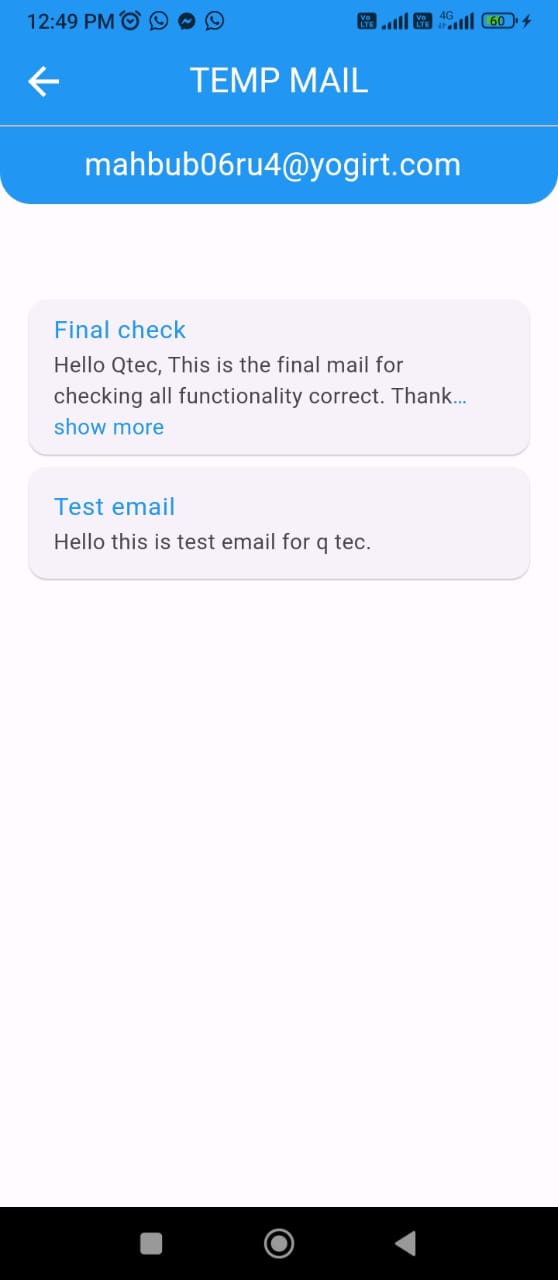 12:49 PM
Vo LTE Vo LTE 4G 60
TEMP MAIL
mahbub06ru4@yogirt.com
Final check
Hello Qtec, This is the final mail for
checking all functionality correct. Thank...
show more
Test email
Hello this is test email for q tec.